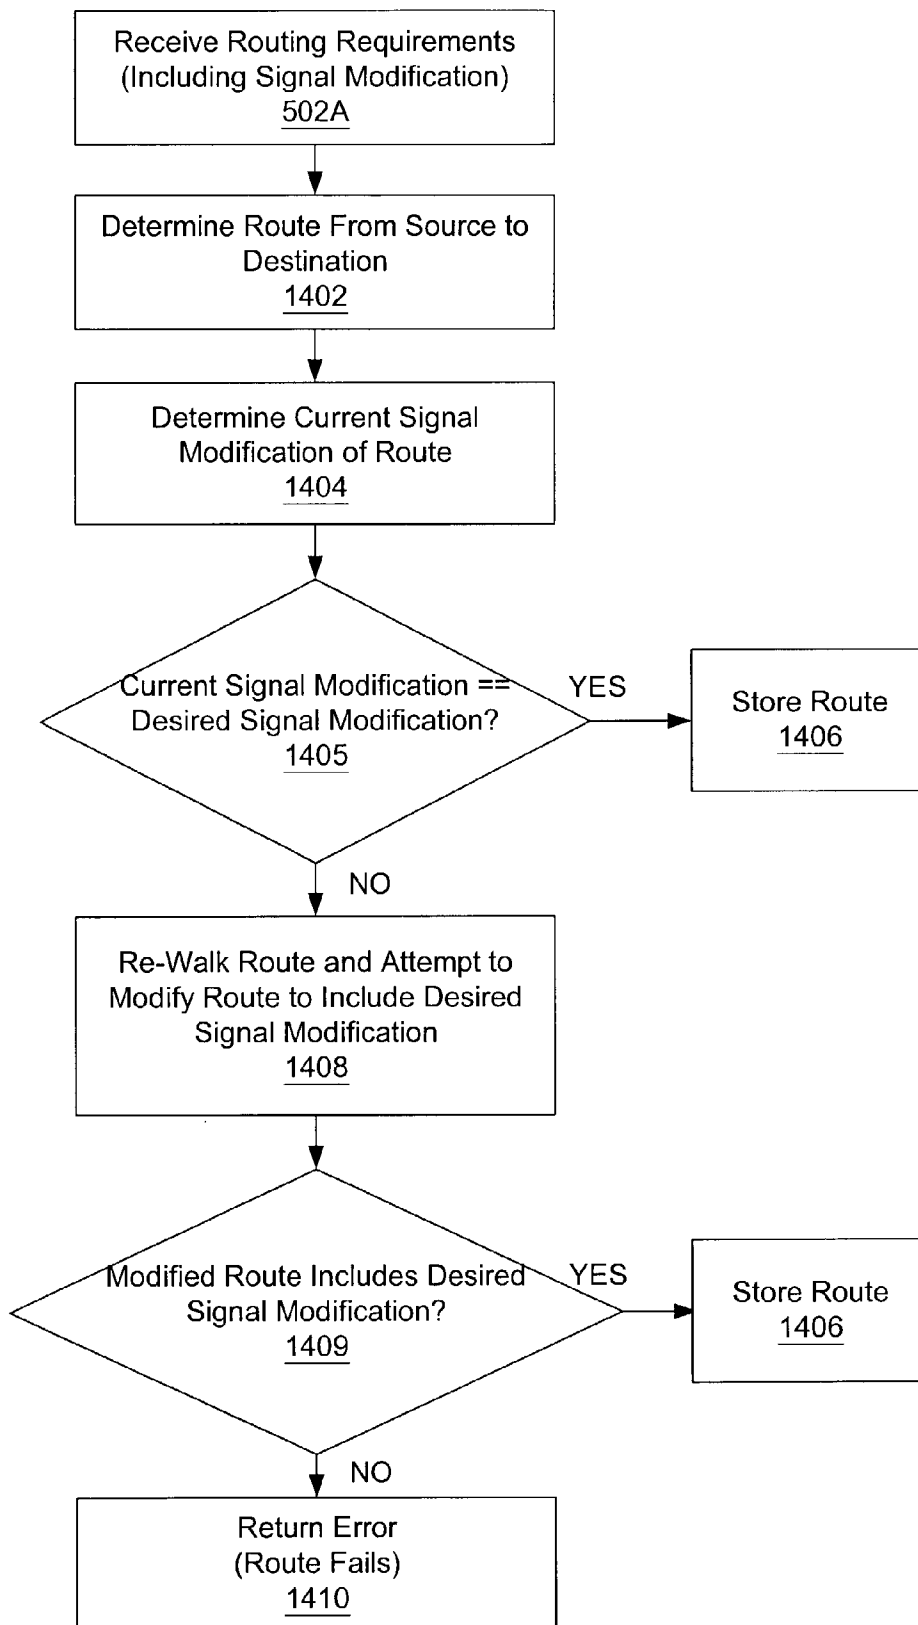 Receive Routing Requirements
(Including Signal Modification)
502A
Determine Route From Source to
Destination
1402
Determine Current Signal
Modification of Route
1404
Current Signal Modification ==
Desired Signal Modification?
1405
YES
Store Route
1406
NO
Re-Walk Route and Attempt to
Modify Route to Include Desired
Signal Modification
1408
Modified Route Includes Desired
Signal Modification?
1409
YES
Store Route
1406
NO
Return Error
(Route Fails)
1410